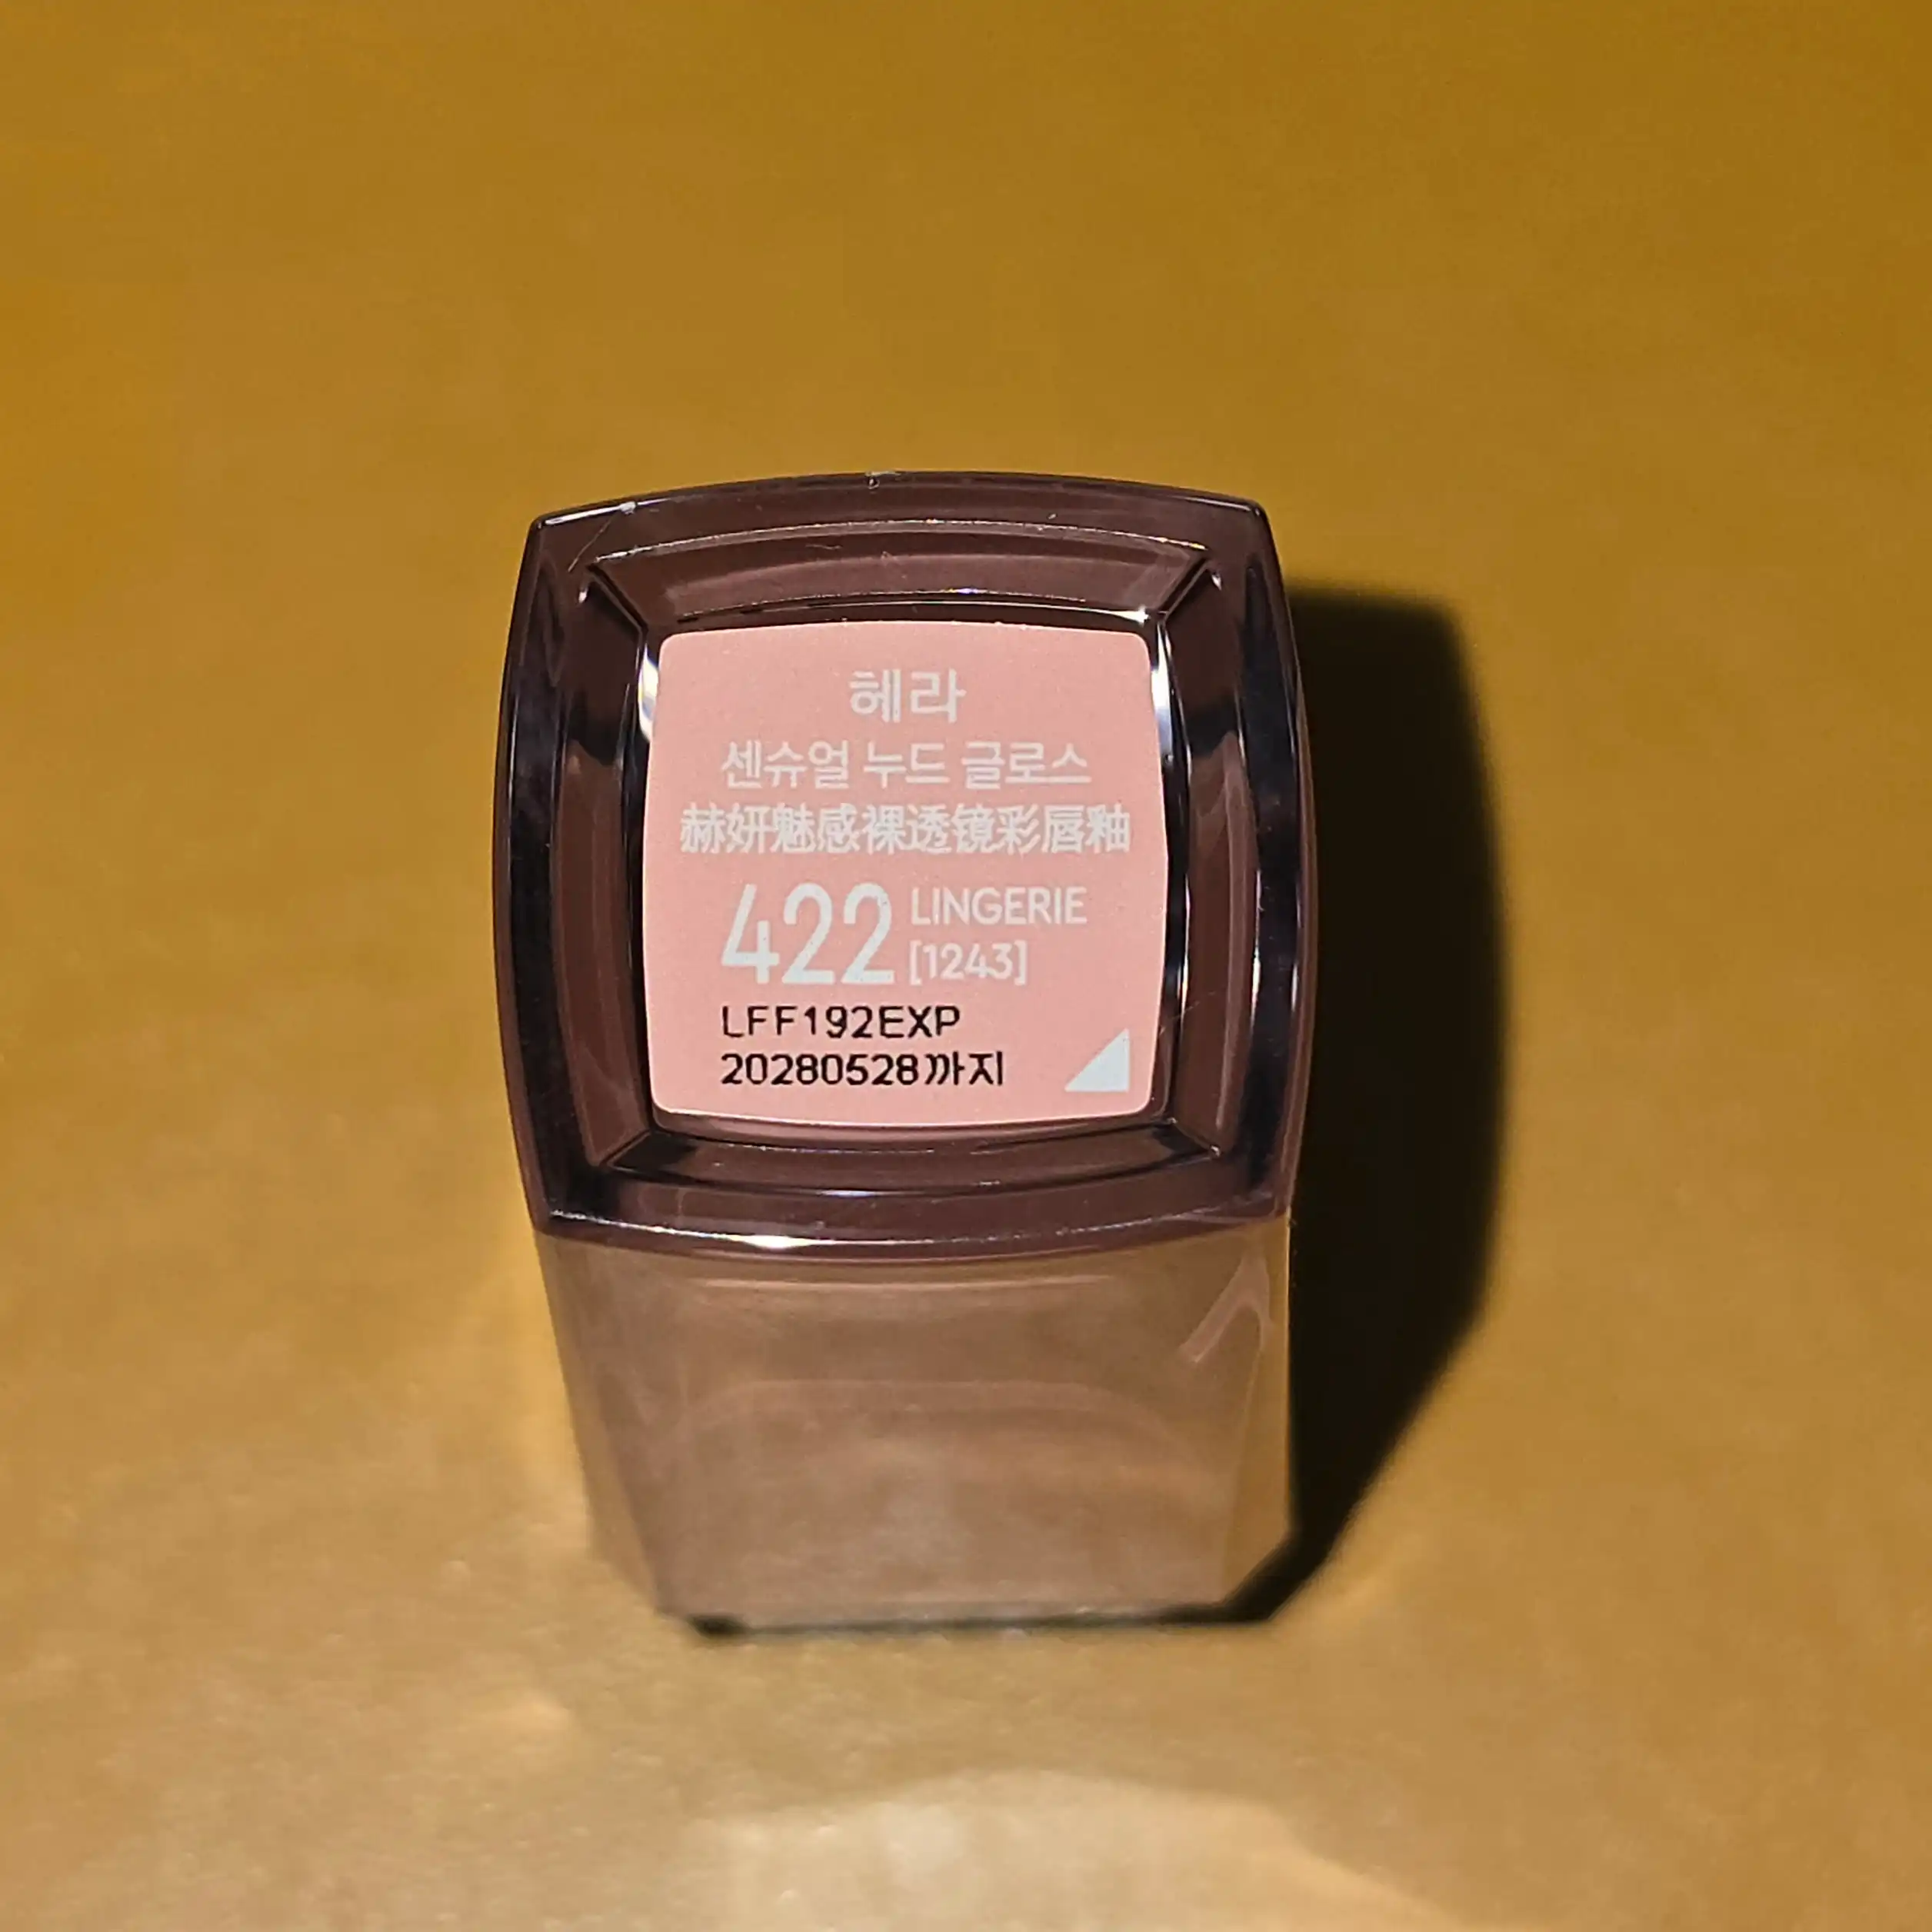 헤라
센슈얼 누드 글로스
赫妍魅感裸透镜彩唇釉
422 LINGERIE
[1243]
LFF192EXP
20280528까지